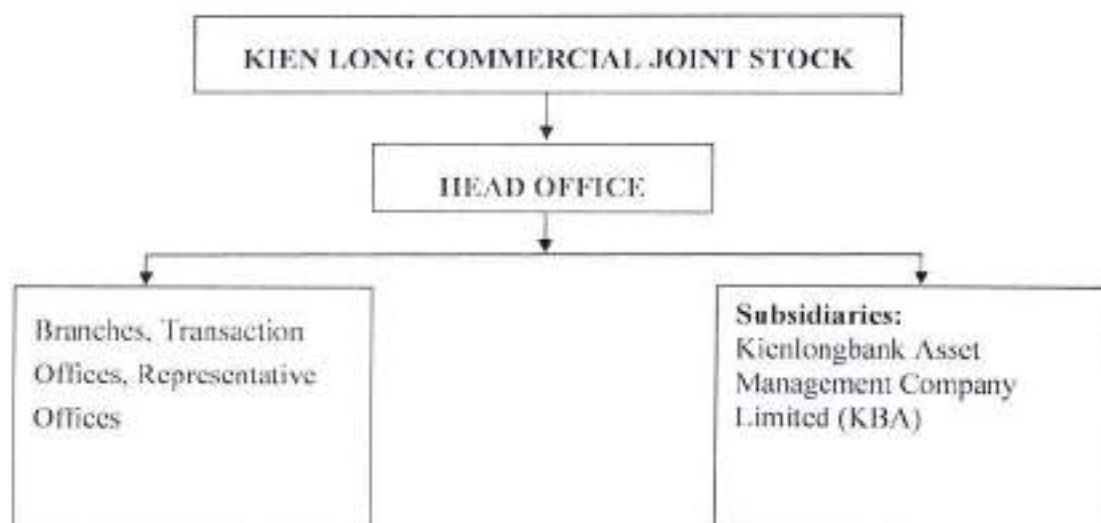 KIEN LONG COMMERCIAL JOINT STOCK
HEAD OFFICE
Branches, Transaction
Offices, Representative
Offices
Subsidiaries:
Kienlongbank Asset
Management Company
Limited (KBA)